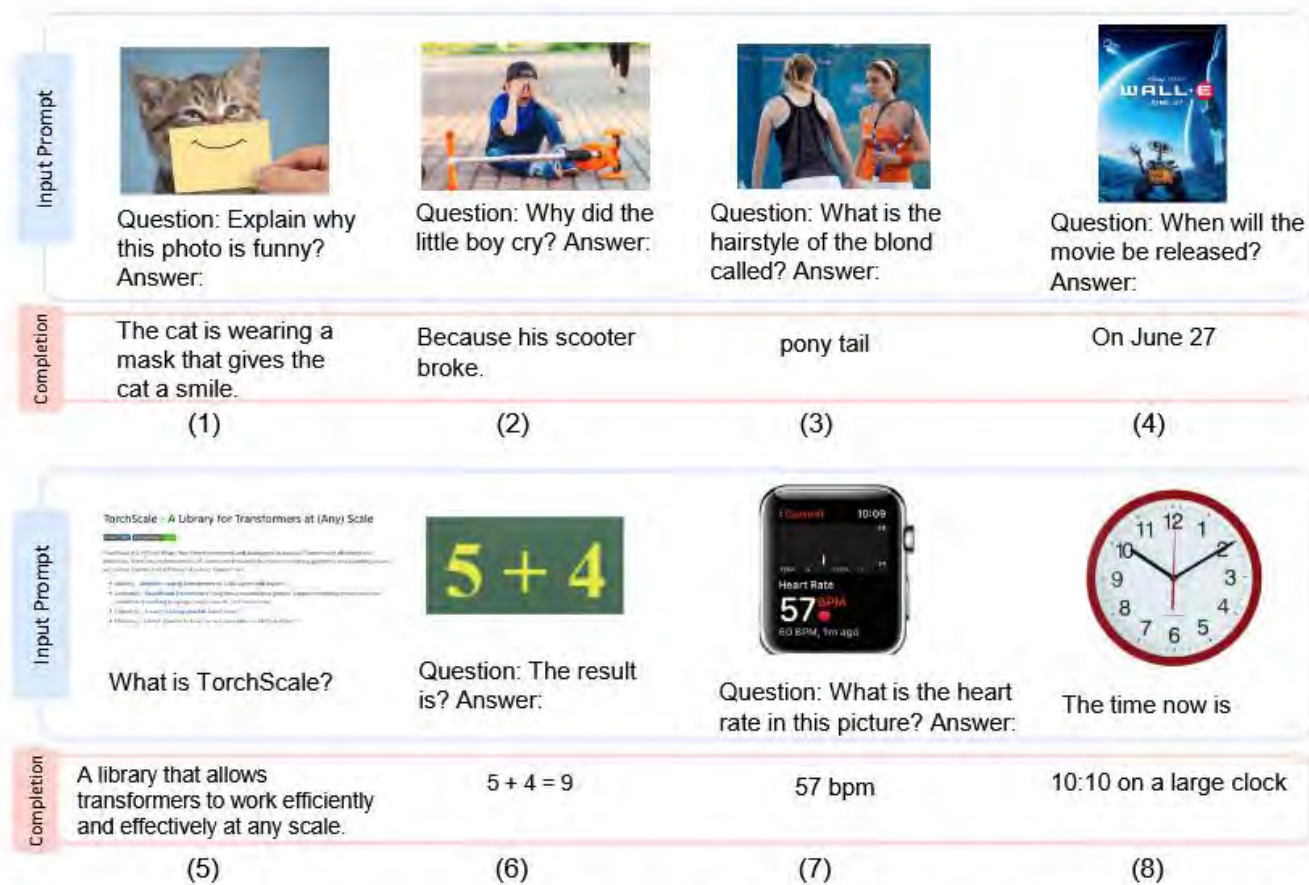 Input Prompt
WALL·E
JUNE 27
Question: Explain why
this photo is funny?
Answer:
Question: Why did the
little boy cry? Answer:
Question: What is the
hairstyle of the blond
called? Answer:
Question: When will the
movie be released?
Answer:
Completion
The cat is wearing a
mask that gives the
cat a smile.
Because his scooter
broke.
pony tail
On June 27
(1)
(2)
(3)
(4)
Input Prompt
TorchScale - A Library for Transformers at (Any) Scale
What is TorchScale?
5 + 4
Question: The result
is? Answer:
Current 10:09
Heart Rate
57 BPM
60 BPM, 1m ago
Question: What is the heart
rate in this picture? Answer:
12
1
2
3
4
5
6
7
8
9
10
11
The time now is
Completion
A library that allows
transformers to work efficiently
and effectively at any scale.
5 + 4 = 9
57 bpm
10:10 on a large clock
(5)
(6)
(7)
(8)